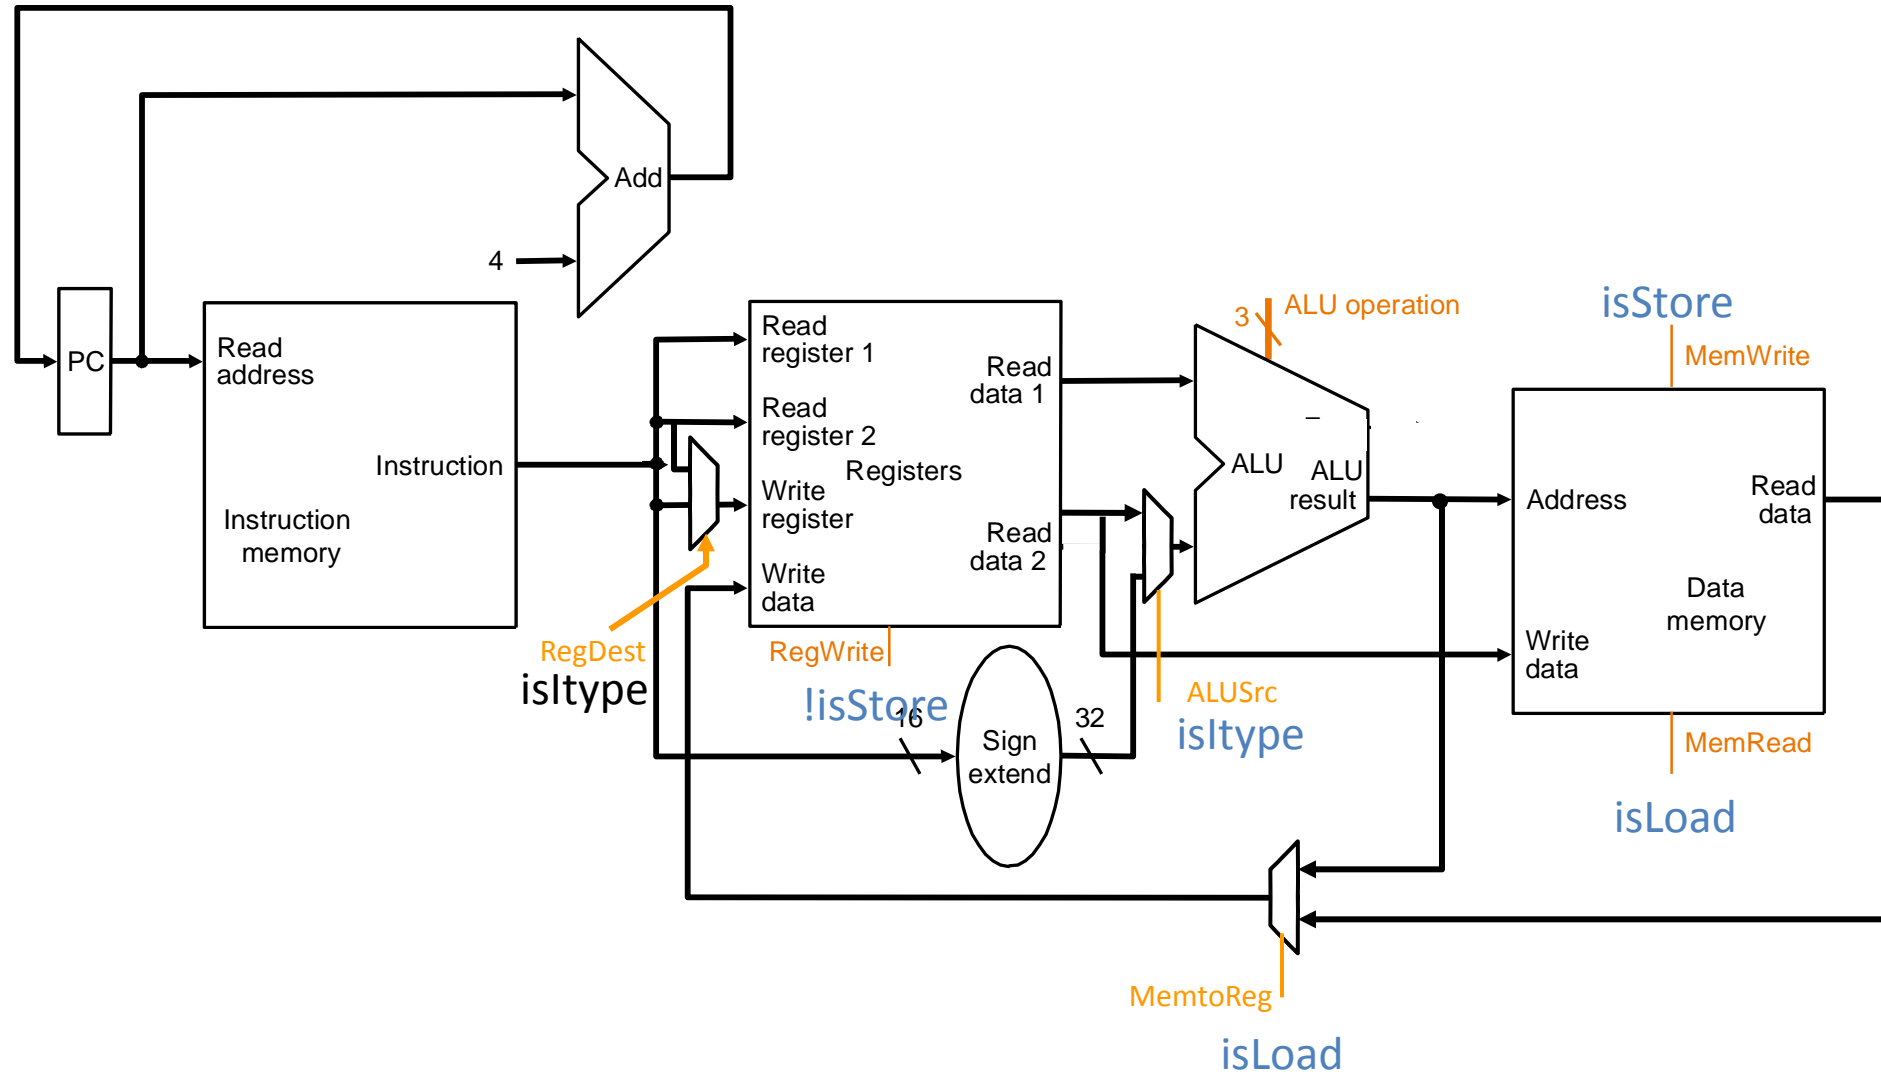 Add
4
PC
Read
address
Instruction
Instruction
memory
Read
register 1
Read
register 2
Registers
Write
register
Write
data
Read
data 1
Read
data 2
RegDest
isItype
RegWrite
!isStore
16
Sign
extend
32
3
ALU operation
ALU
ALU
result
ALUSrc
isItype
isStore
MemWrite
Address
Read
data
Data
memory
Write
data
MemRead
isLoad
MemtoReg
isLoad